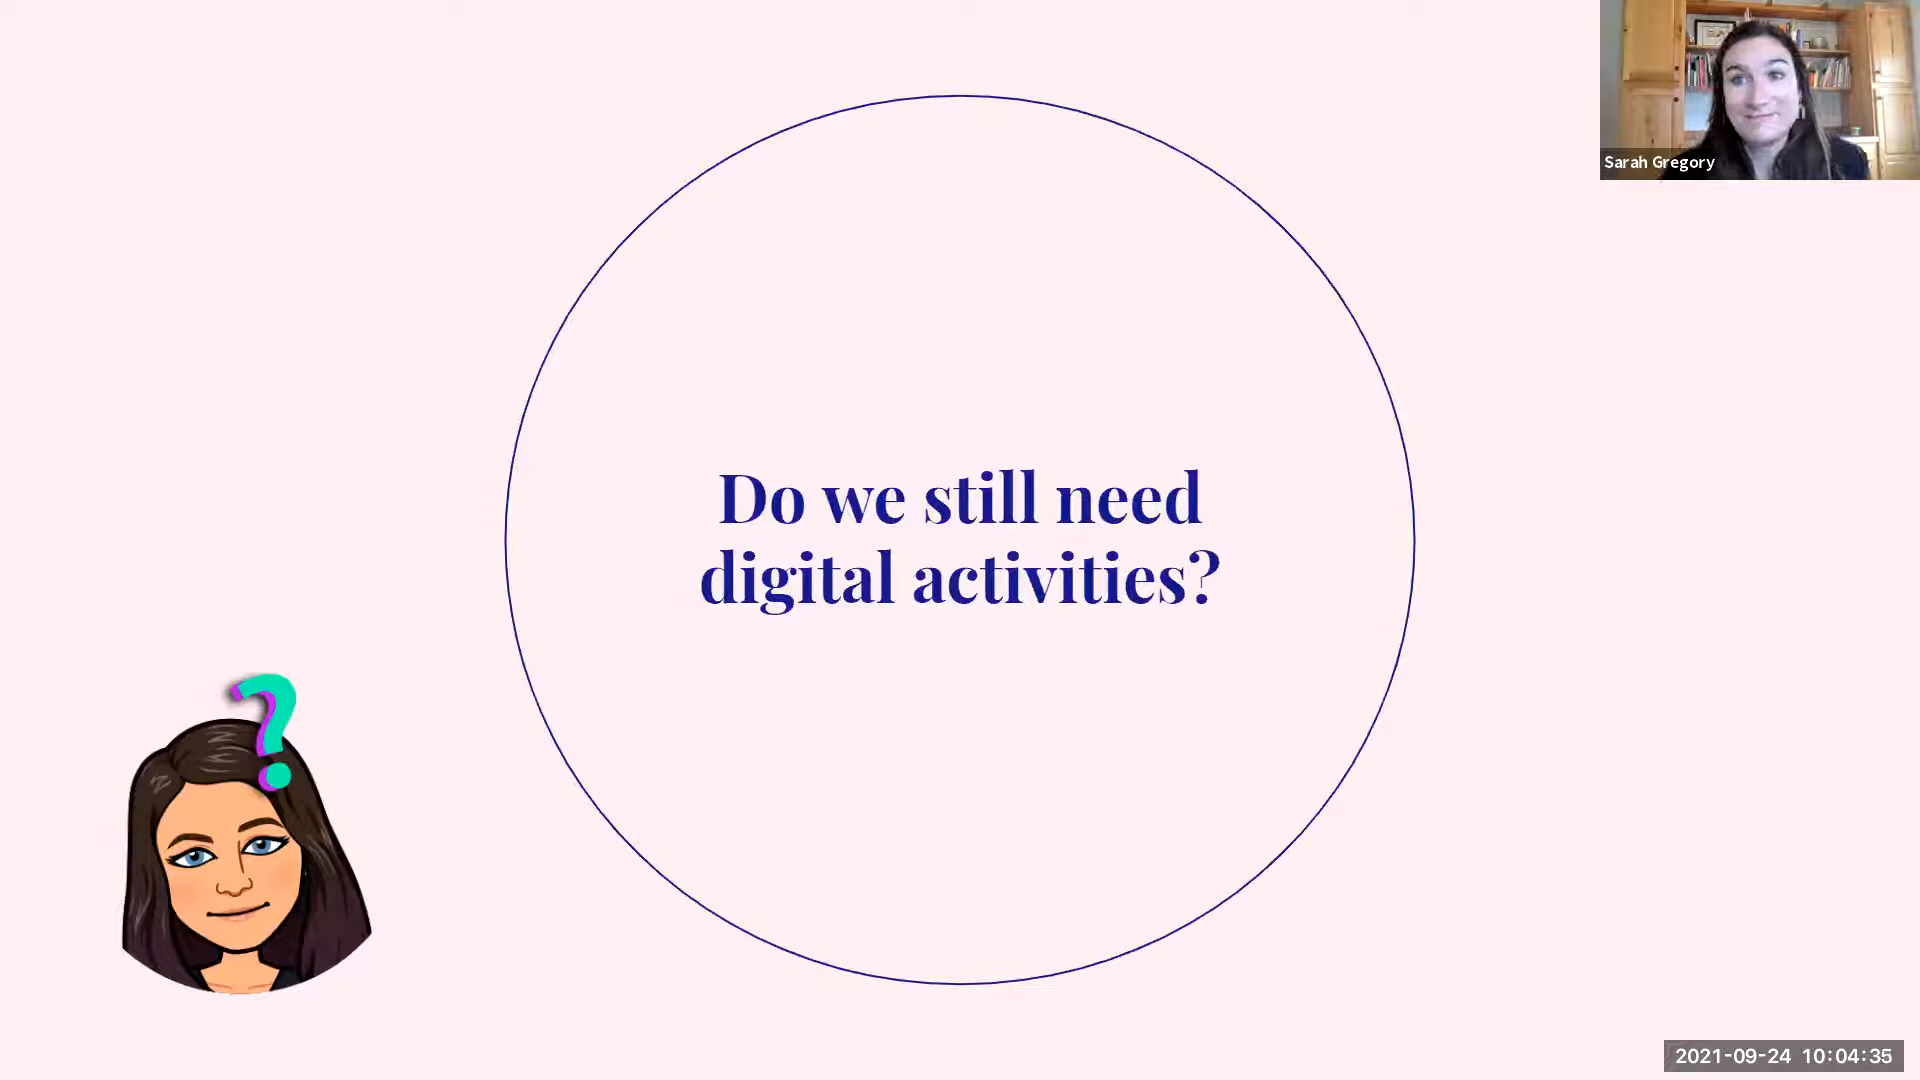 Sarah Gregory
Do we still need
digital activities?
?
2021-09-24 10:04:35